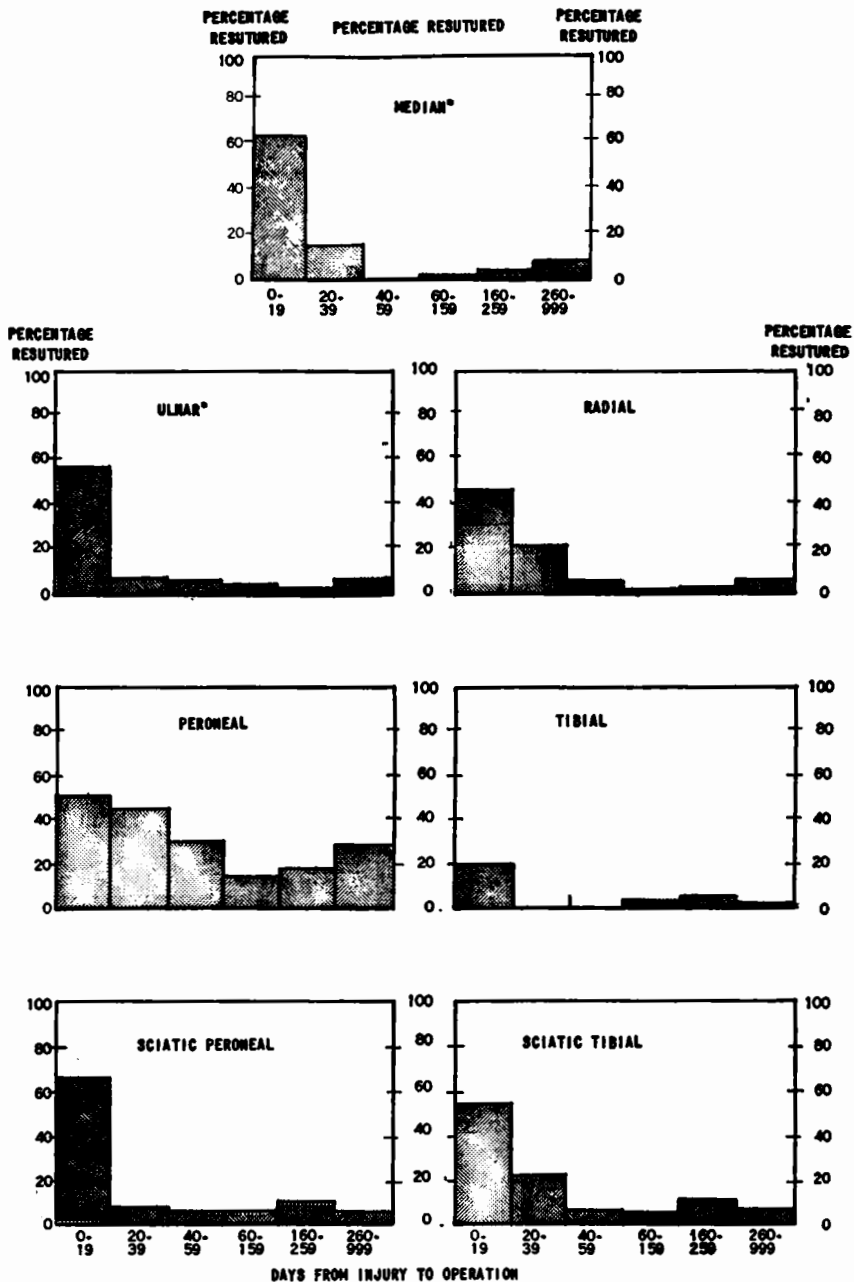 PERCENTAGE RESUTURED
PERCENTAGE RESUTURED
PERCENTAGE RESUTURED
MEDIAN*
100 100
80 80
60 60
40 40
20 20
0 0
0-19 20-39 40-59 60-159 160-259 260-999
PERCENTAGE RESUTURED
PERCENTAGE RESUTURED
ULNAR*
RADIAL
100 100 100
80 80 80
60 60 60
40 40 40
20 20 20
0 0 0
PERONEAL
TIBIAL
100 100 100
80 80 80
60 60 60
40 40 40
20 20 20
0 0 0
SCIATIC PERONEAL
SCIATIC TIBIAL
100 100 100
80 80 80
60 60 60
40 40 40
20 20 20
0 0 0
0-19 20-39 40-59 60-159 160-259 260-999
0-19 20-39 40-59 60-159 160-259 260-999
DAYS FROM INJURY TO OPERATION